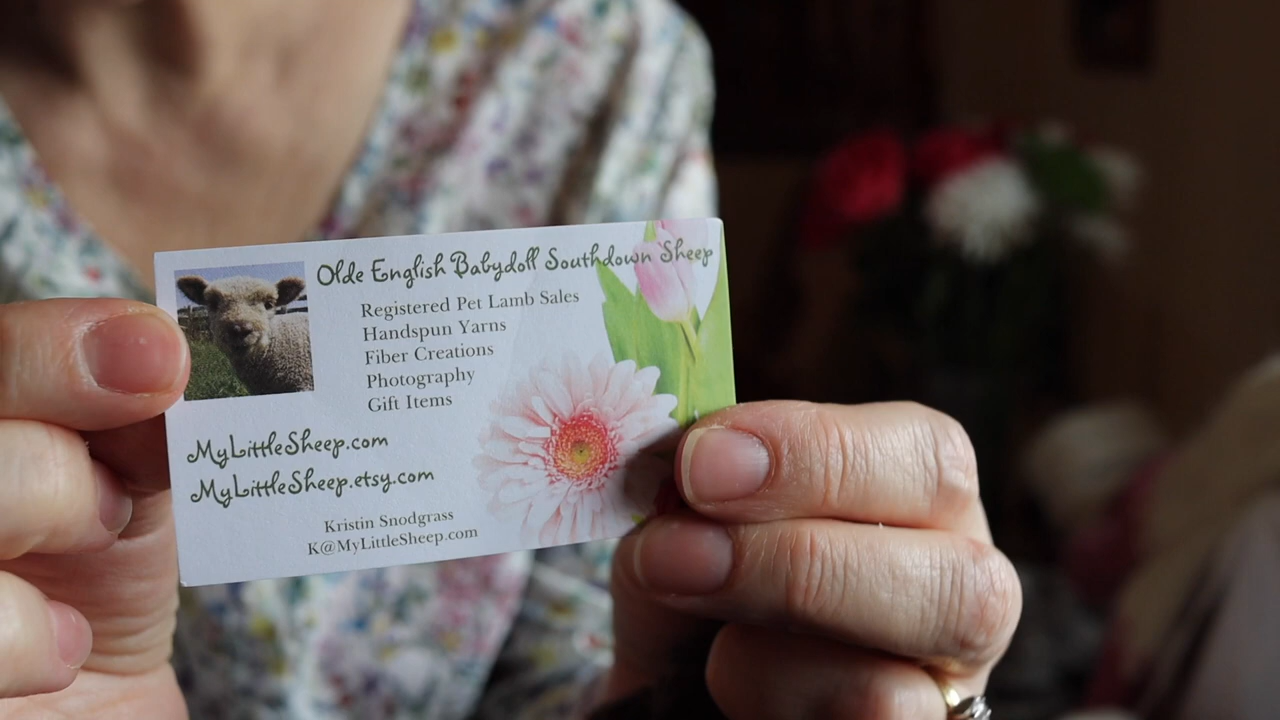 Olde English Babydoll Southdown Sheep
Registered Pet Lamb Sales
Handspun Yarns
Fiber Creations
Photography
Gift Items
MyLittleSheep.com
MyLittleSheep.etsy.com
Kristin Snodgrass
K@MyLittleSheep.com